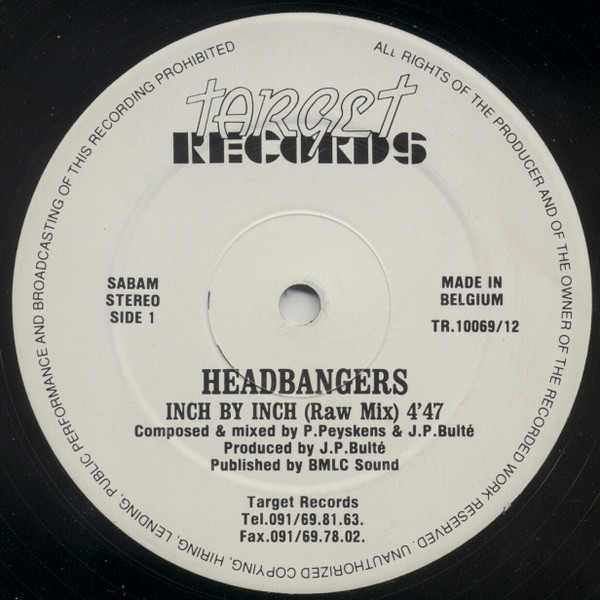 ALL RIGHTS OF THE PRODUCER AND OF THE OWNER OF THE RECORDED WORK RESERVED. UNAUTHORIZED COPYING, HIRING, LENDING, PUBLIC PERFORMANCE AND BROADCASTING OF THIS RECORDING PROHIBITED
TARGET
RECORDS
SABAM
STEREO
SIDE 1
MADE IN
BELGIUM
TR.10069/12
HEADBANGERS
INCH BY INCH (Raw Mix) 4'47
Composed & mixed by P.Peyskens & J.P.Bulté
Produced by J.P.Bulté
Published by BMLC Sound
Target Records
Tel.091/69.81.63.
Fax.091/69.78.02.